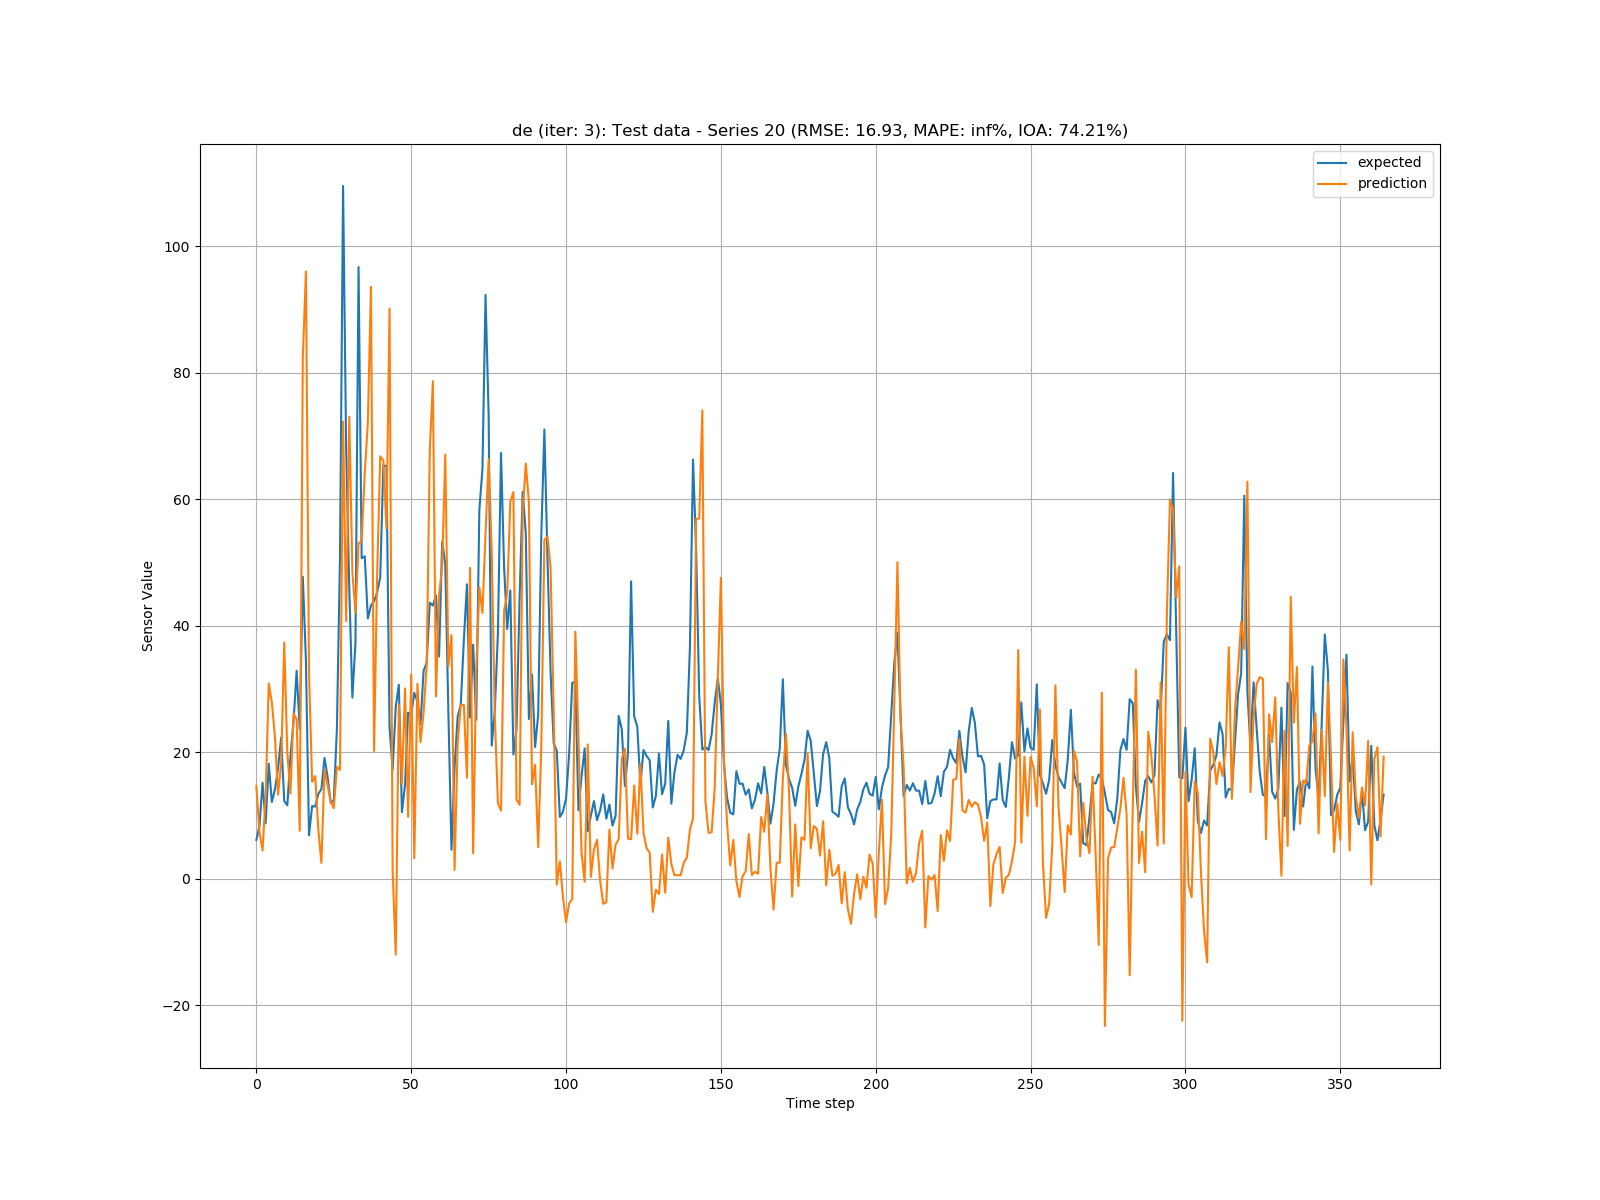 de (iter: 3): Test data - Series 20 (RMSE: 16.93, MAPE: inf%, IOA: 74.21%)
expected
prediction
100
80
60
40
20
0
−20
Sensor Value
0 50 100 150 200 250 300 350
Time step